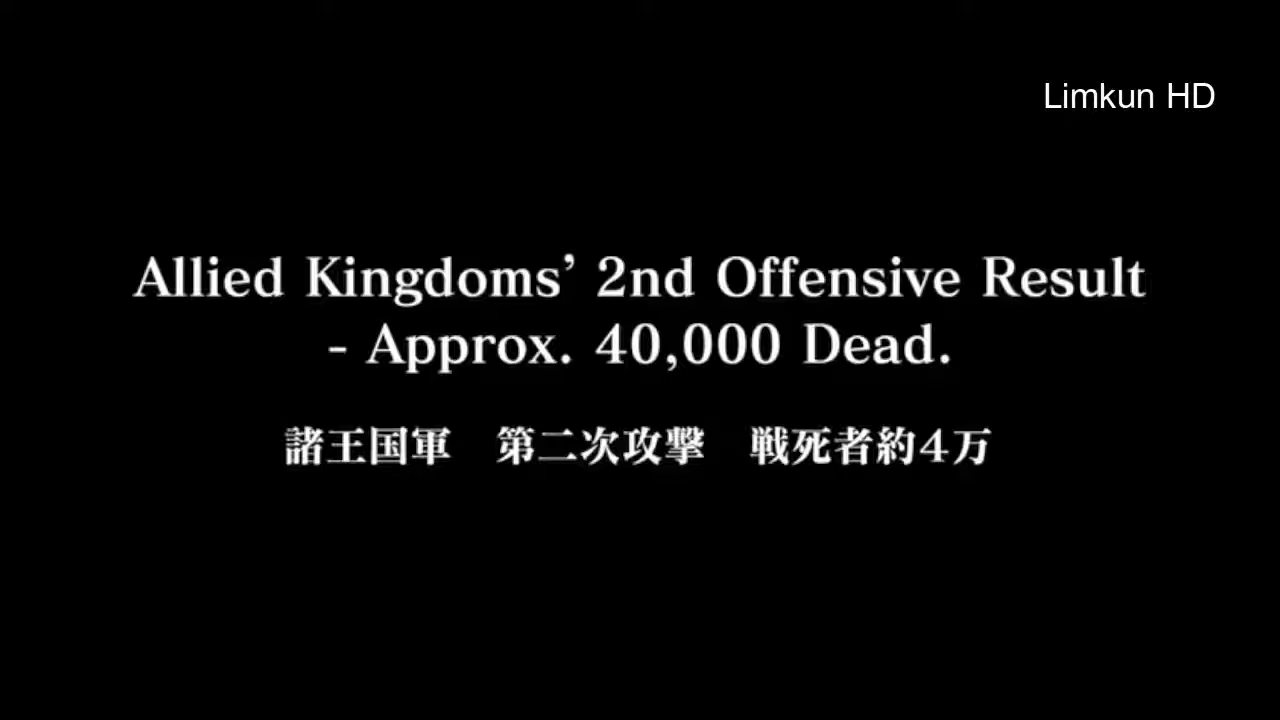 Limkun HD
Allied Kingdoms’ 2nd Offensive Result
- Approx. 40,000 Dead.
諸王国軍　第二次攻撃　戦死者約4万